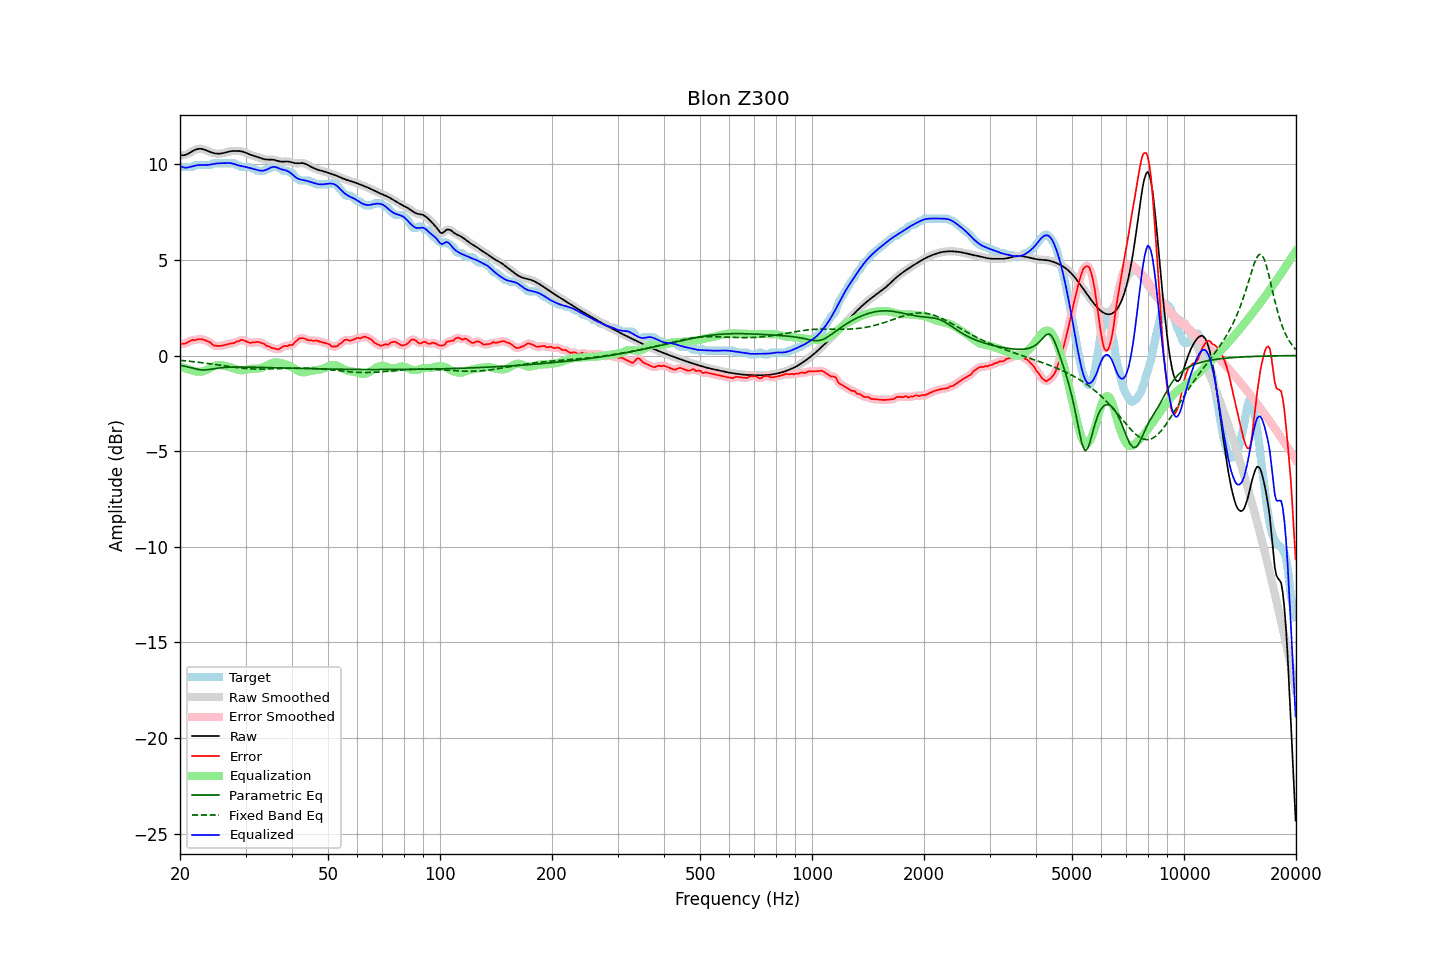 Blon Z300
Amplitude (dBr)
10
5
0
−5
−10
−15
−20
−25
Target
Raw Smoothed
Error Smoothed
Raw
Error
Equalization
Parametric Eq
Fixed Band Eq
Equalized
20 50 100 200 500 1000 2000 5000 10000 20000
Frequency (Hz)